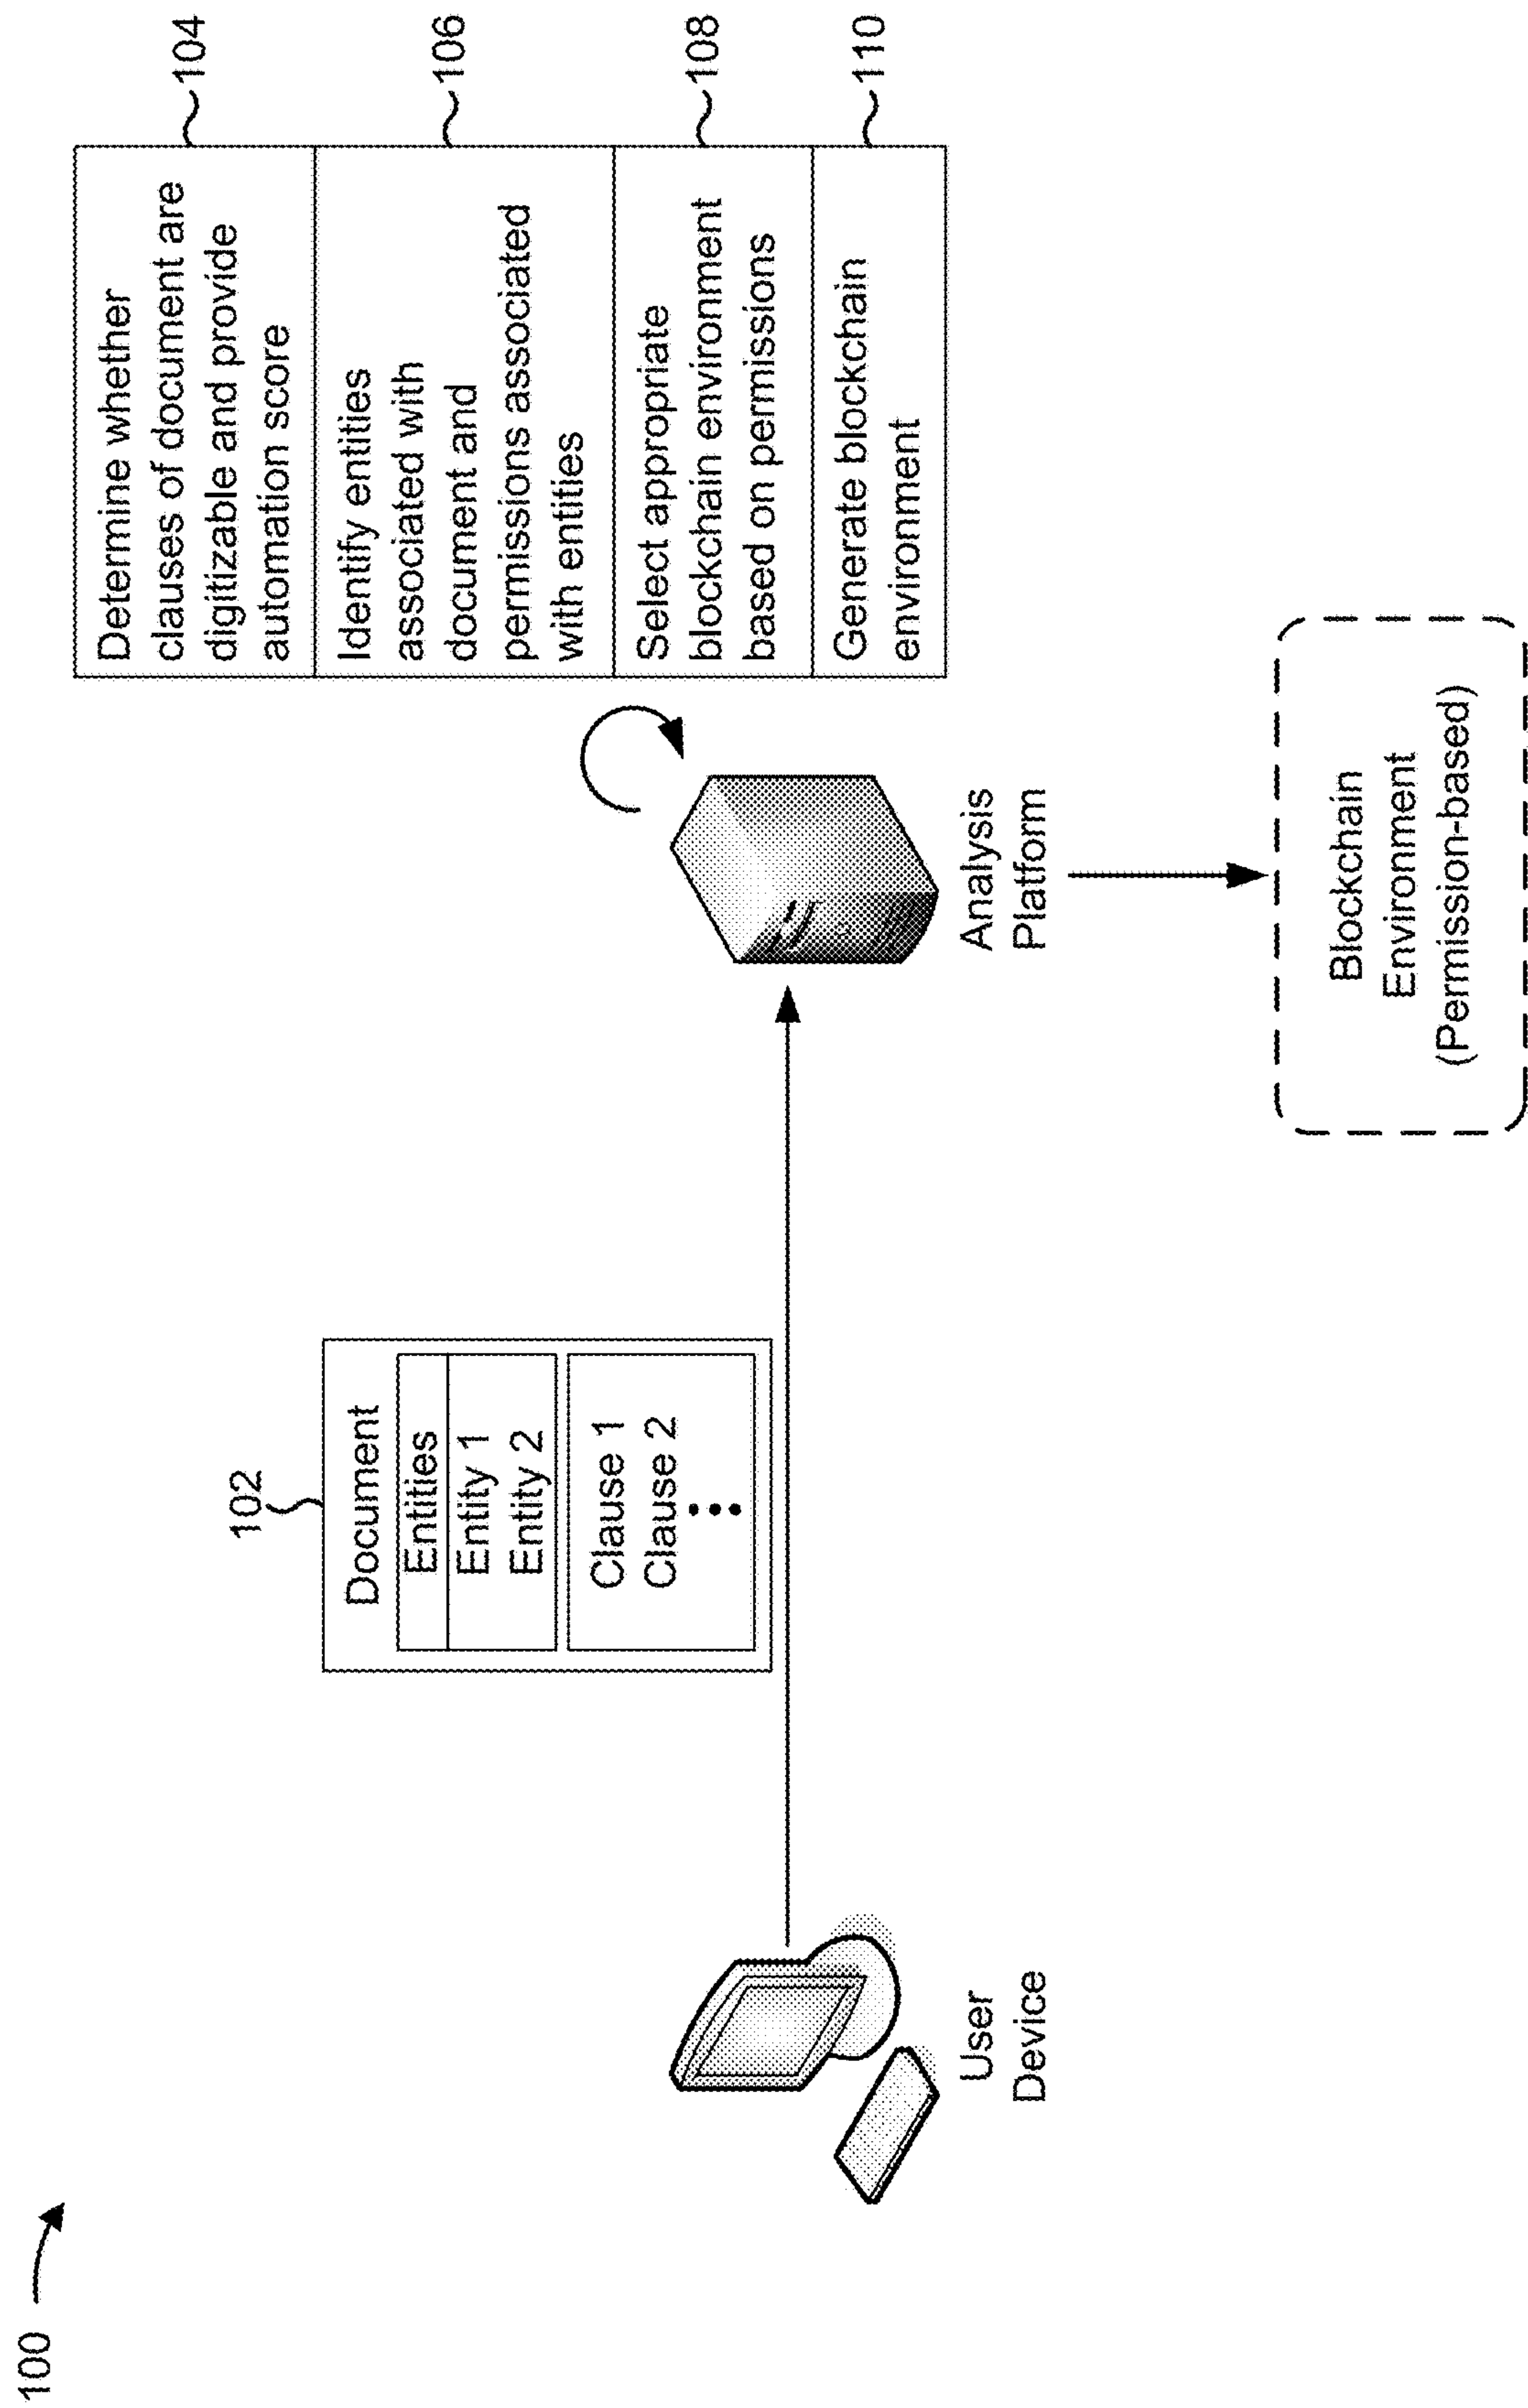 100
102
Document
Entities
Entity 1
Entity 2
Clause 1
Clause 2
User
Device
Analysis
Platform
Determine whether
clauses of document are
digitizable and provide
automation score
104
Identify entities
associated with
document and
permissions associated
with entities
106
Select appropriate
blockchain environment
based on permissions
108
Generate blockchain
environment
110
Blockchain
Environment
(Permission-based)